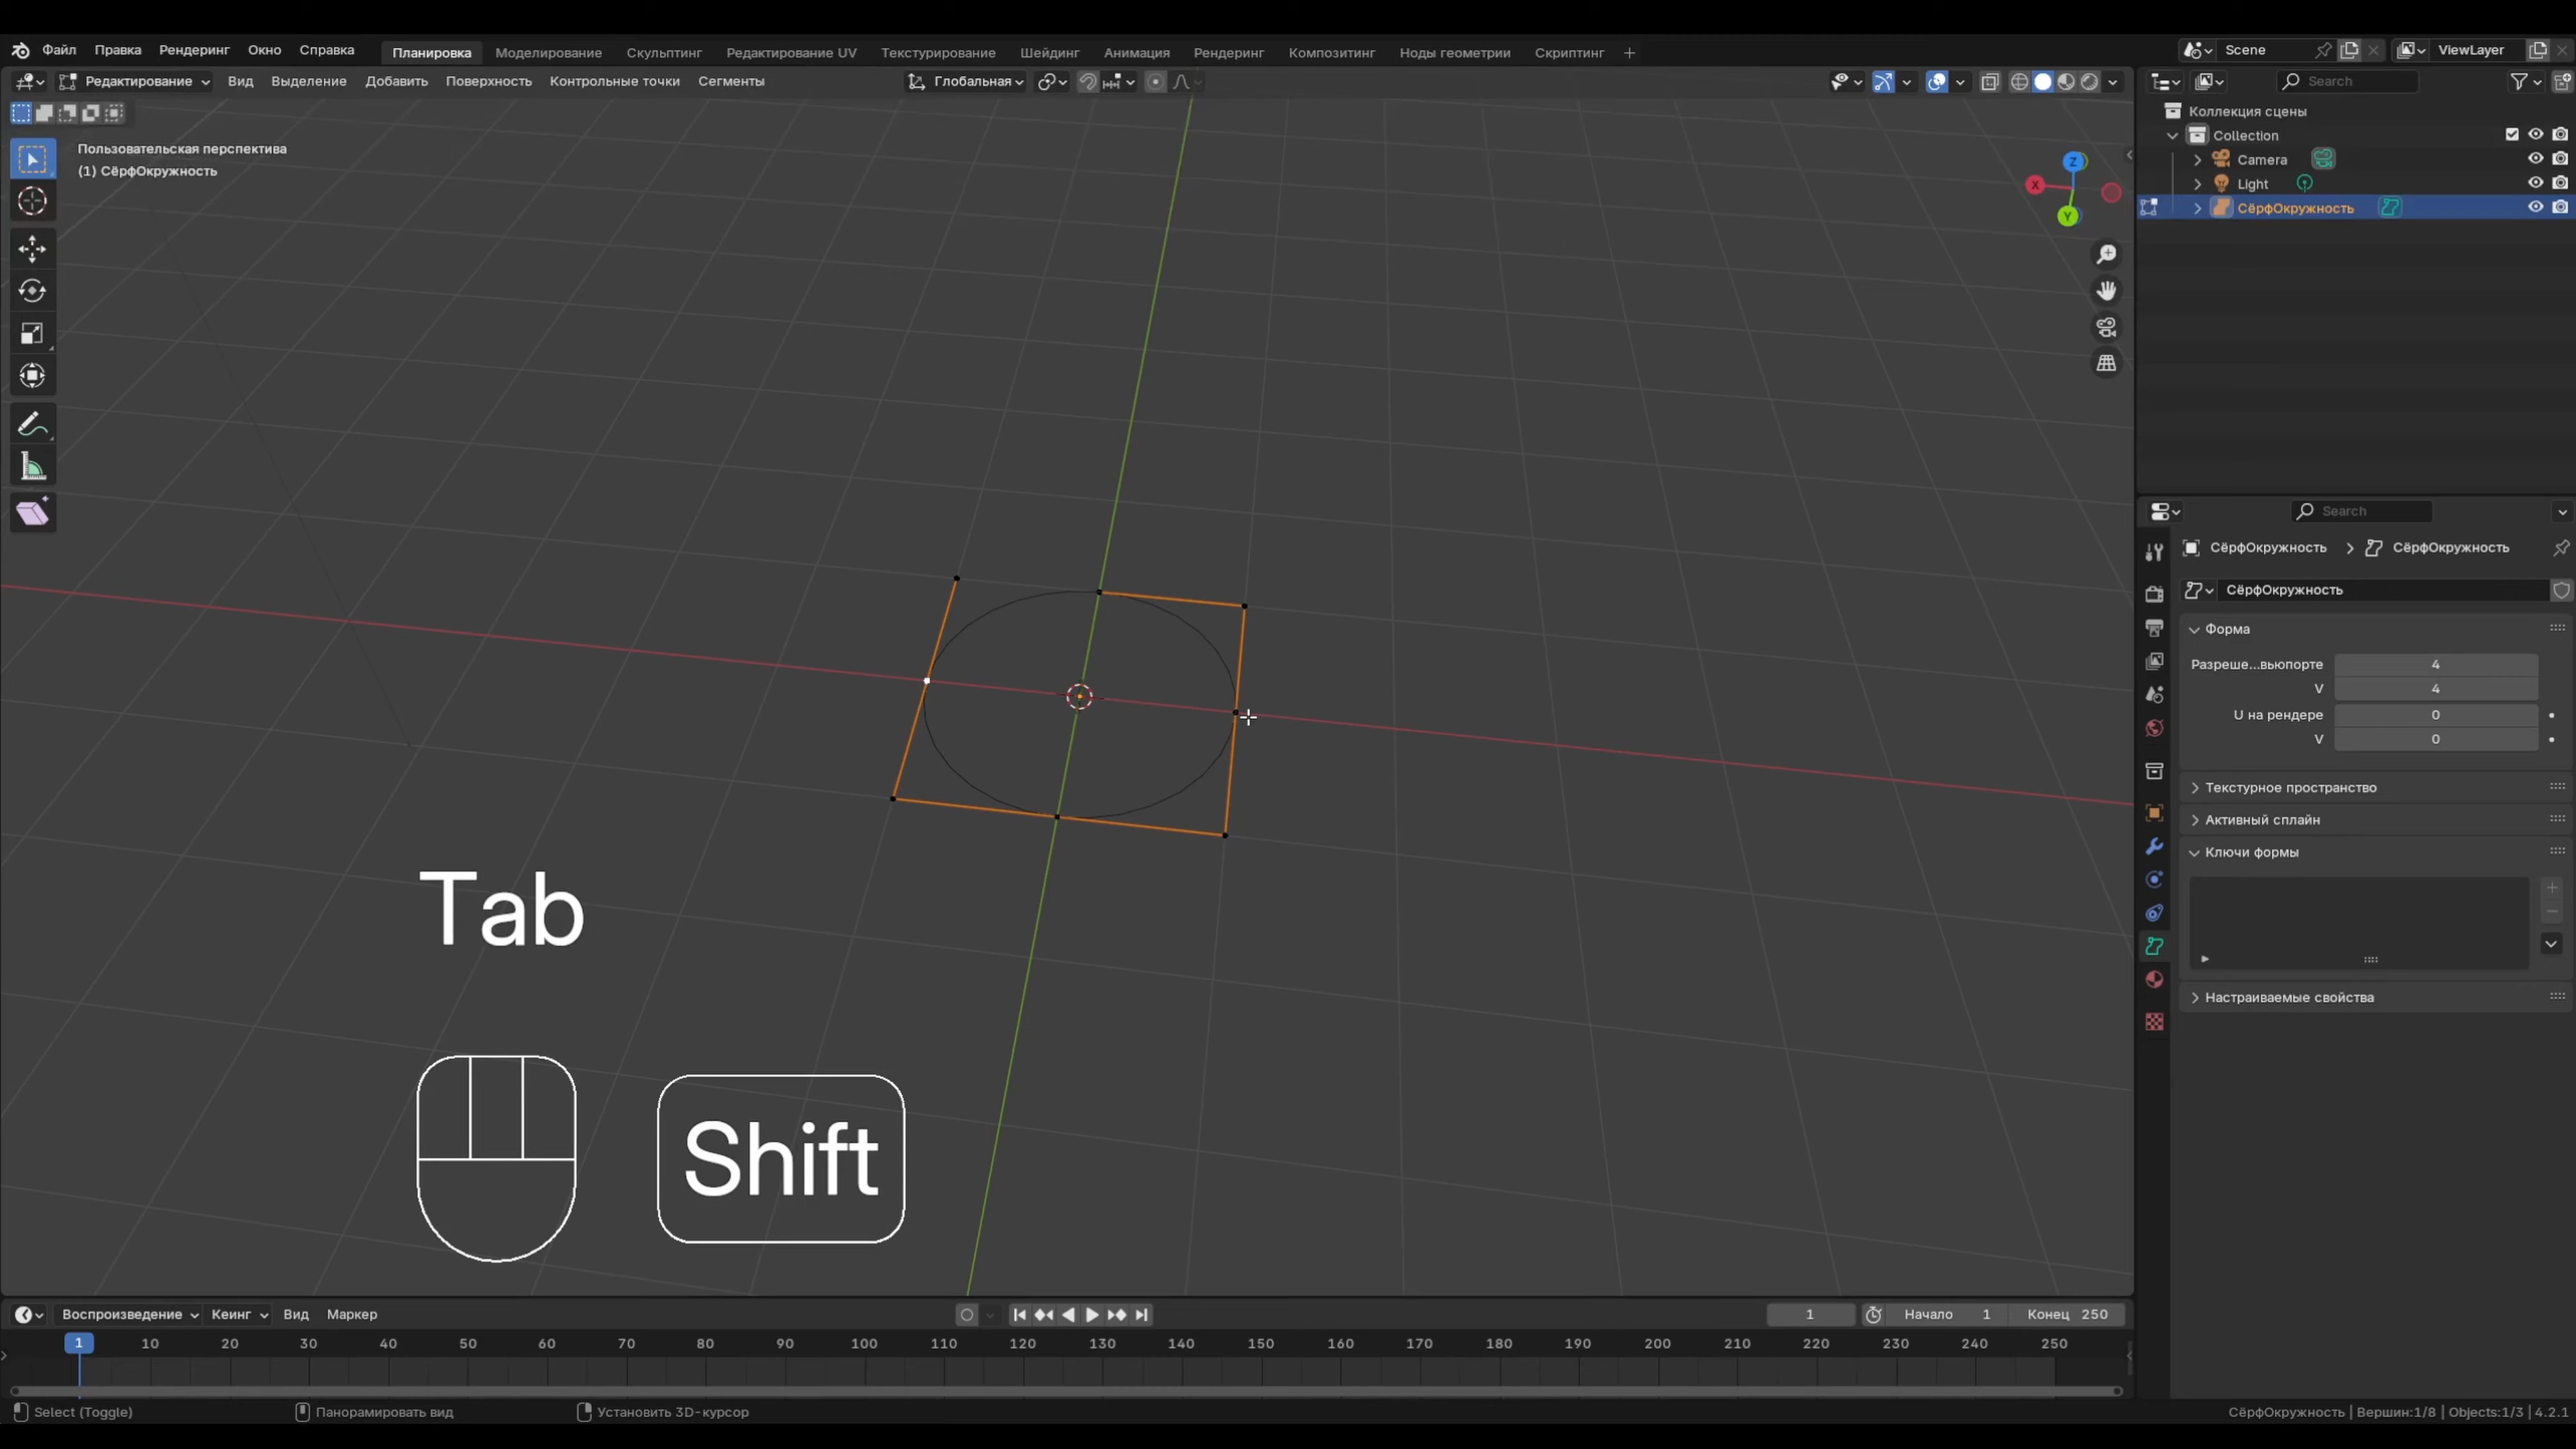 Файл Правка Рендеринг Окно Справка Планировка Моделирование Скульптинг Редактирование UV Текстурирование Шейдинг Анимация Рендеринг Композитинг Ноды геометрии Скриптинг + Scene ViewLayer
Редактирование Вид Выделение Добавить Поверхность Контрольные точки Сегменты Глобальная Search
Коллекция сцены
Collection
Camera
Light
СёрфОкружность
Пользовательская перспектива
(1) СёрфОкружность
Z
X
Y
Search
СёрфОкружность > СёрфОкружность
СёрфОкружность
Форма
Разреше...вьюпорте 4
V 4
U на рендере 0
V 0
Текстурное пространство
Активный сплайн
Ключи формы
Настраиваемые свойства
Tab
Shift
Воспроизведение Кеинг Вид Маркер 1 Начало 1 Конец 250
1 10 20 30 40 50 60 70 80 90 100 110 120 130 140 150 160 170 180 190 200 210 220 230 240 250
Select (Toggle) Панорамировать вид Установить 3D-курсор СёрфОкружность | Вершин:1/8 | Objects:1/3 | 4.2.1